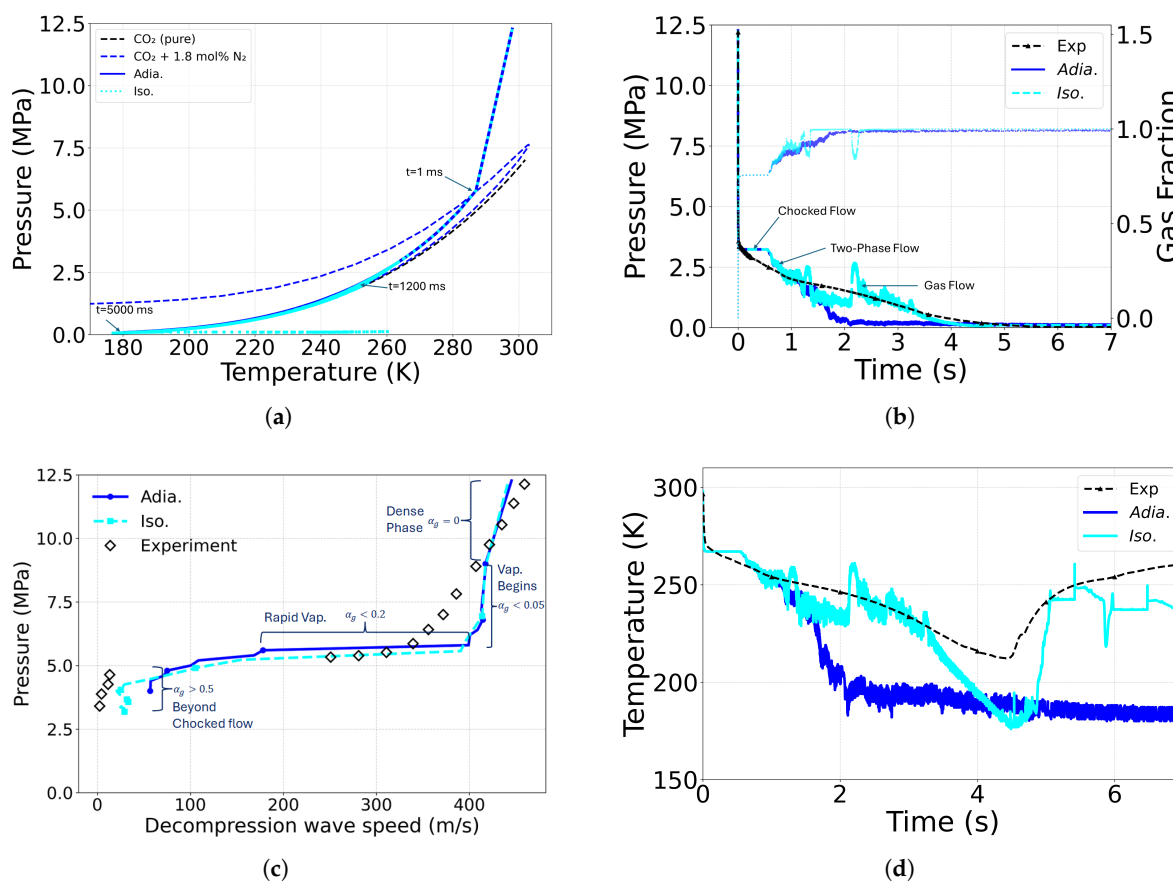 12.5
10.0
7.5
5.0
2.5
0.0
Pressure (MPa)
CO₂ (pure)
CO₂ + 1.8 mol% N₂
Adia.
Iso.
t=1 ms
t=1200 ms
t=5000 ms
180 200 220 240 260 280 300
Temperature (K)
(a)
12.5
10.0
7.5
5.0
2.5
0.0
Pressure (MPa)
Exp
Adia.
Iso.
Chocked Flow
Two-Phase Flow
Gas Flow
1.5
1.0
0.5
0.0
Gas Fraction
0 1 2 3 4 5 6 7
Time (s)
(b)
12.5
10.0
7.5
5.0
2.5
0.0
Pressure (MPa)
Adia.
Iso.
Experiment
Dense
Phase αg = 0
Vap.
Begins
αg < 0.05
Rapid Vap. αg < 0.2
αg > 0.5
Beyond
Chocked flow
0 100 200 300 400
Decompression wave speed (m/s)
(c)
300
250
200
150
Temperature (K)
Exp
Adia.
Iso.
0 2 4 6
Time (s)
(d)